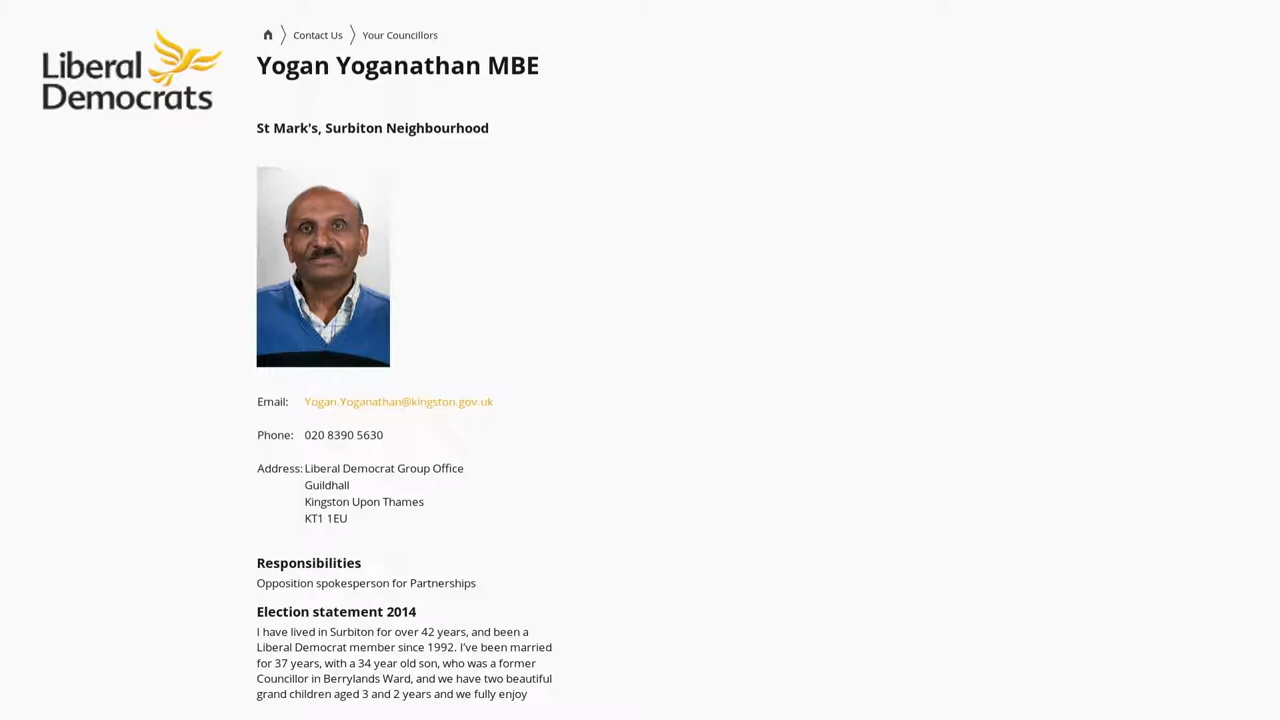 Liberal
Democrats
Contact Us
Your Councillors
Yogan Yoganathan MBE
St Mark's, Surbiton Neighbourhood
Email: Yogan.Yoganathan@kingston.gov.uk
Phone: 020 8390 5630
Address: Liberal Democrat Group Office
Guildhall
Kingston Upon Thames
KT1 1EU
Responsibilities
Opposition spokesperson for Partnerships
Election statement 2014
I have lived in Surbiton for over 42 years, and been a
Liberal Democrat member since 1992. I’ve been married
for 37 years, with a 34 year old son, who was a former
Councillor in Berrylands Ward, and we have two beautiful
grand children aged 3 and 2 years and we fully enjoy